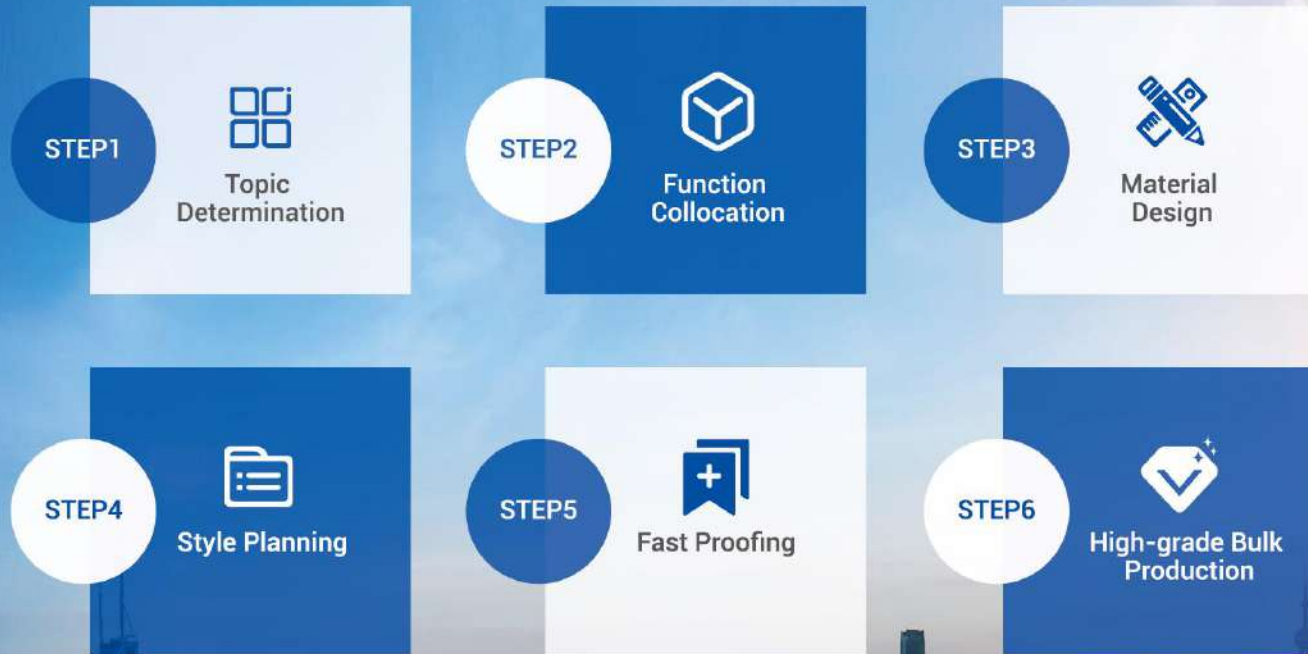 STEP1
Topic
Determination
STEP2
Function
Collocation
STEP3
Material
Design
STEP4
Style Planning
STEP5
Fast Proofing
STEP6
High-grade Bulk
Production